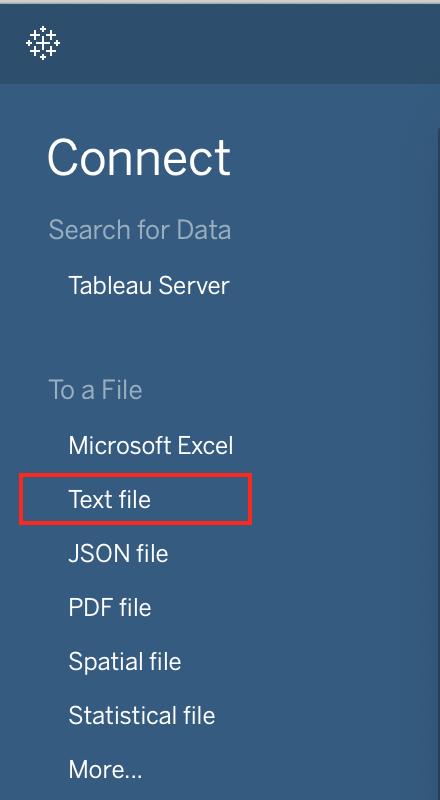 Connect
Search for Data
Tableau Server
To a File
Microsoft Excel
Text file
JSON file
PDF file
Spatial file
Statistical file
More...